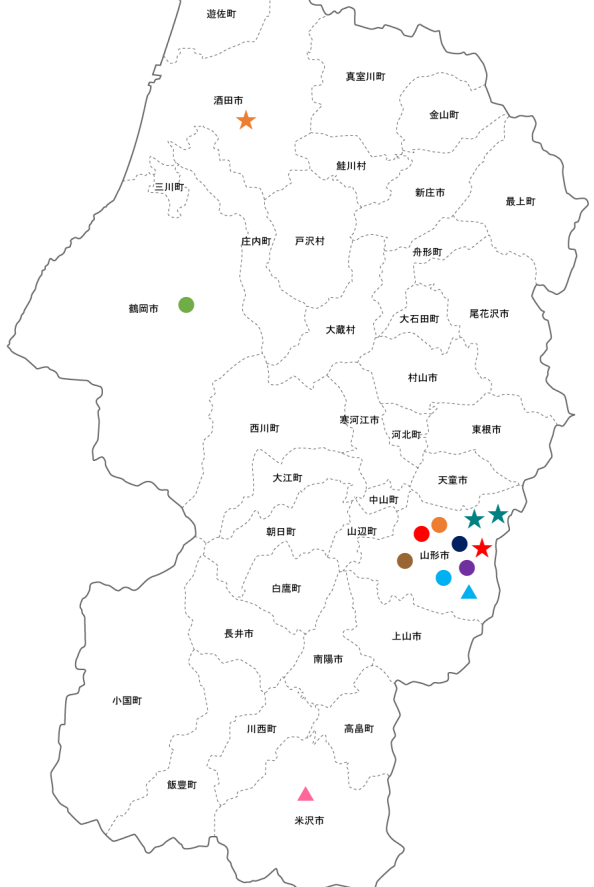 遊佐町
真室川町
酒田市
金山町
鮭川村
三川町
新庄市
最上町
庄内町
戸沢村
舟形町
鶴岡市
大石田町
尾花沢市
大蔵村
村山市
寒河江市
西川町
河北町
東根市
大江町
天童市
中山町
朝日町
山辺町
山形市
白鷹町
長井市
上山市
南陽市
小国町
川西町
高畠町
飯豊町
米沢市